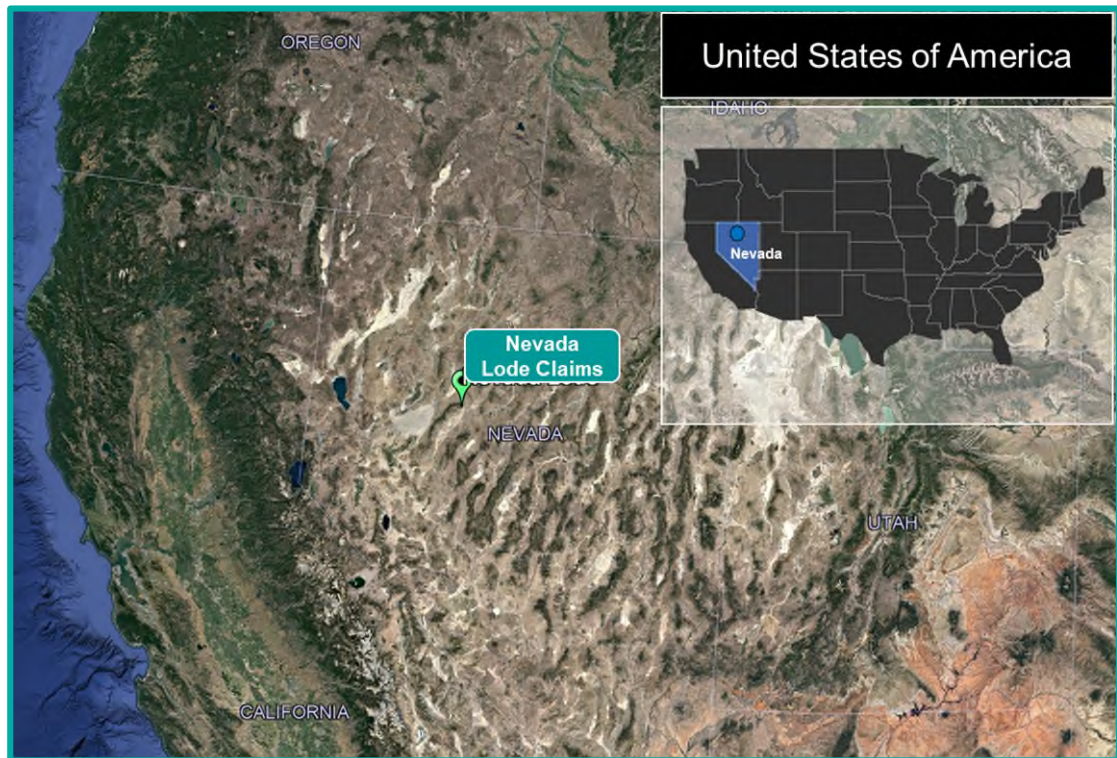 OREGON
United States of America
IDAHO
Nevada
Nevada
Lode Claims
NEVADA
UTAH
CALIFORNIA